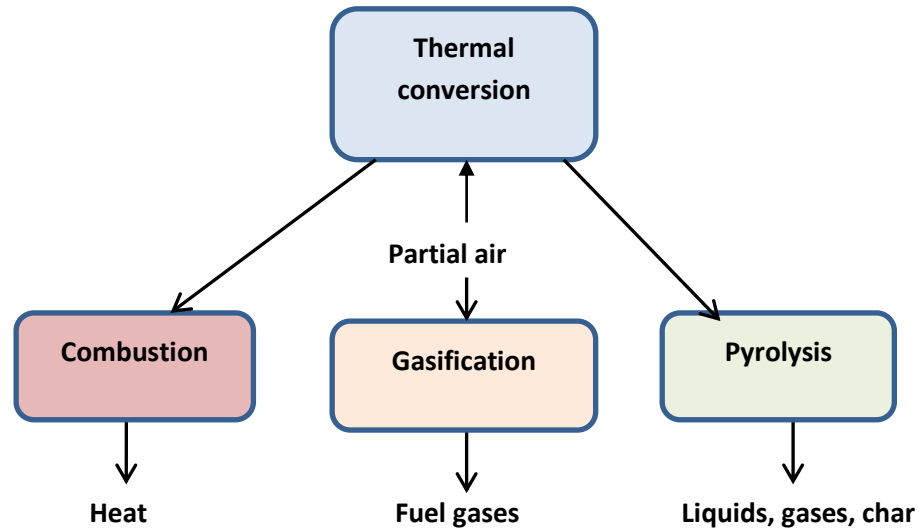 Thermal
conversion
Partial air
Combustion
Gasification
Pyrolysis
Heat
Fuel gases
Liquids, gases, char